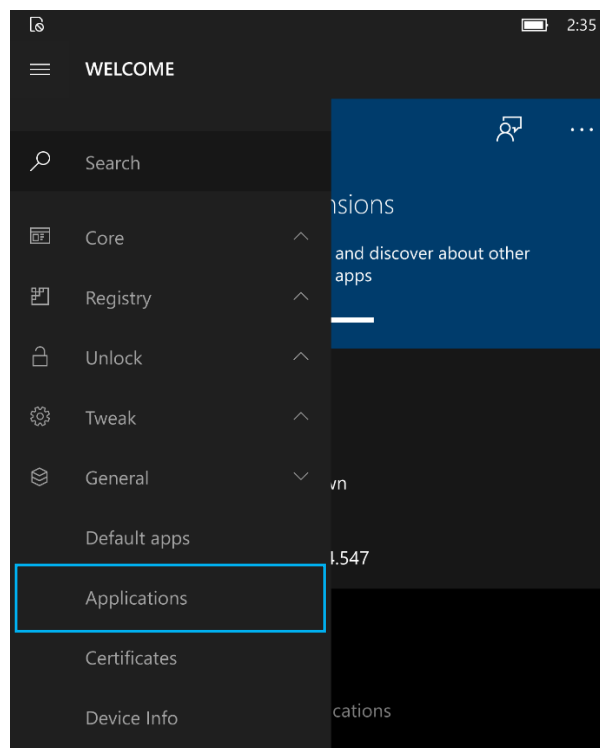 2:35
WELCOME
Search
nsions
Core
and discover about other
apps
Registry
Unlock
Tweak
General
vn
Default apps
.547
Applications
Certificates
cations
Device Info